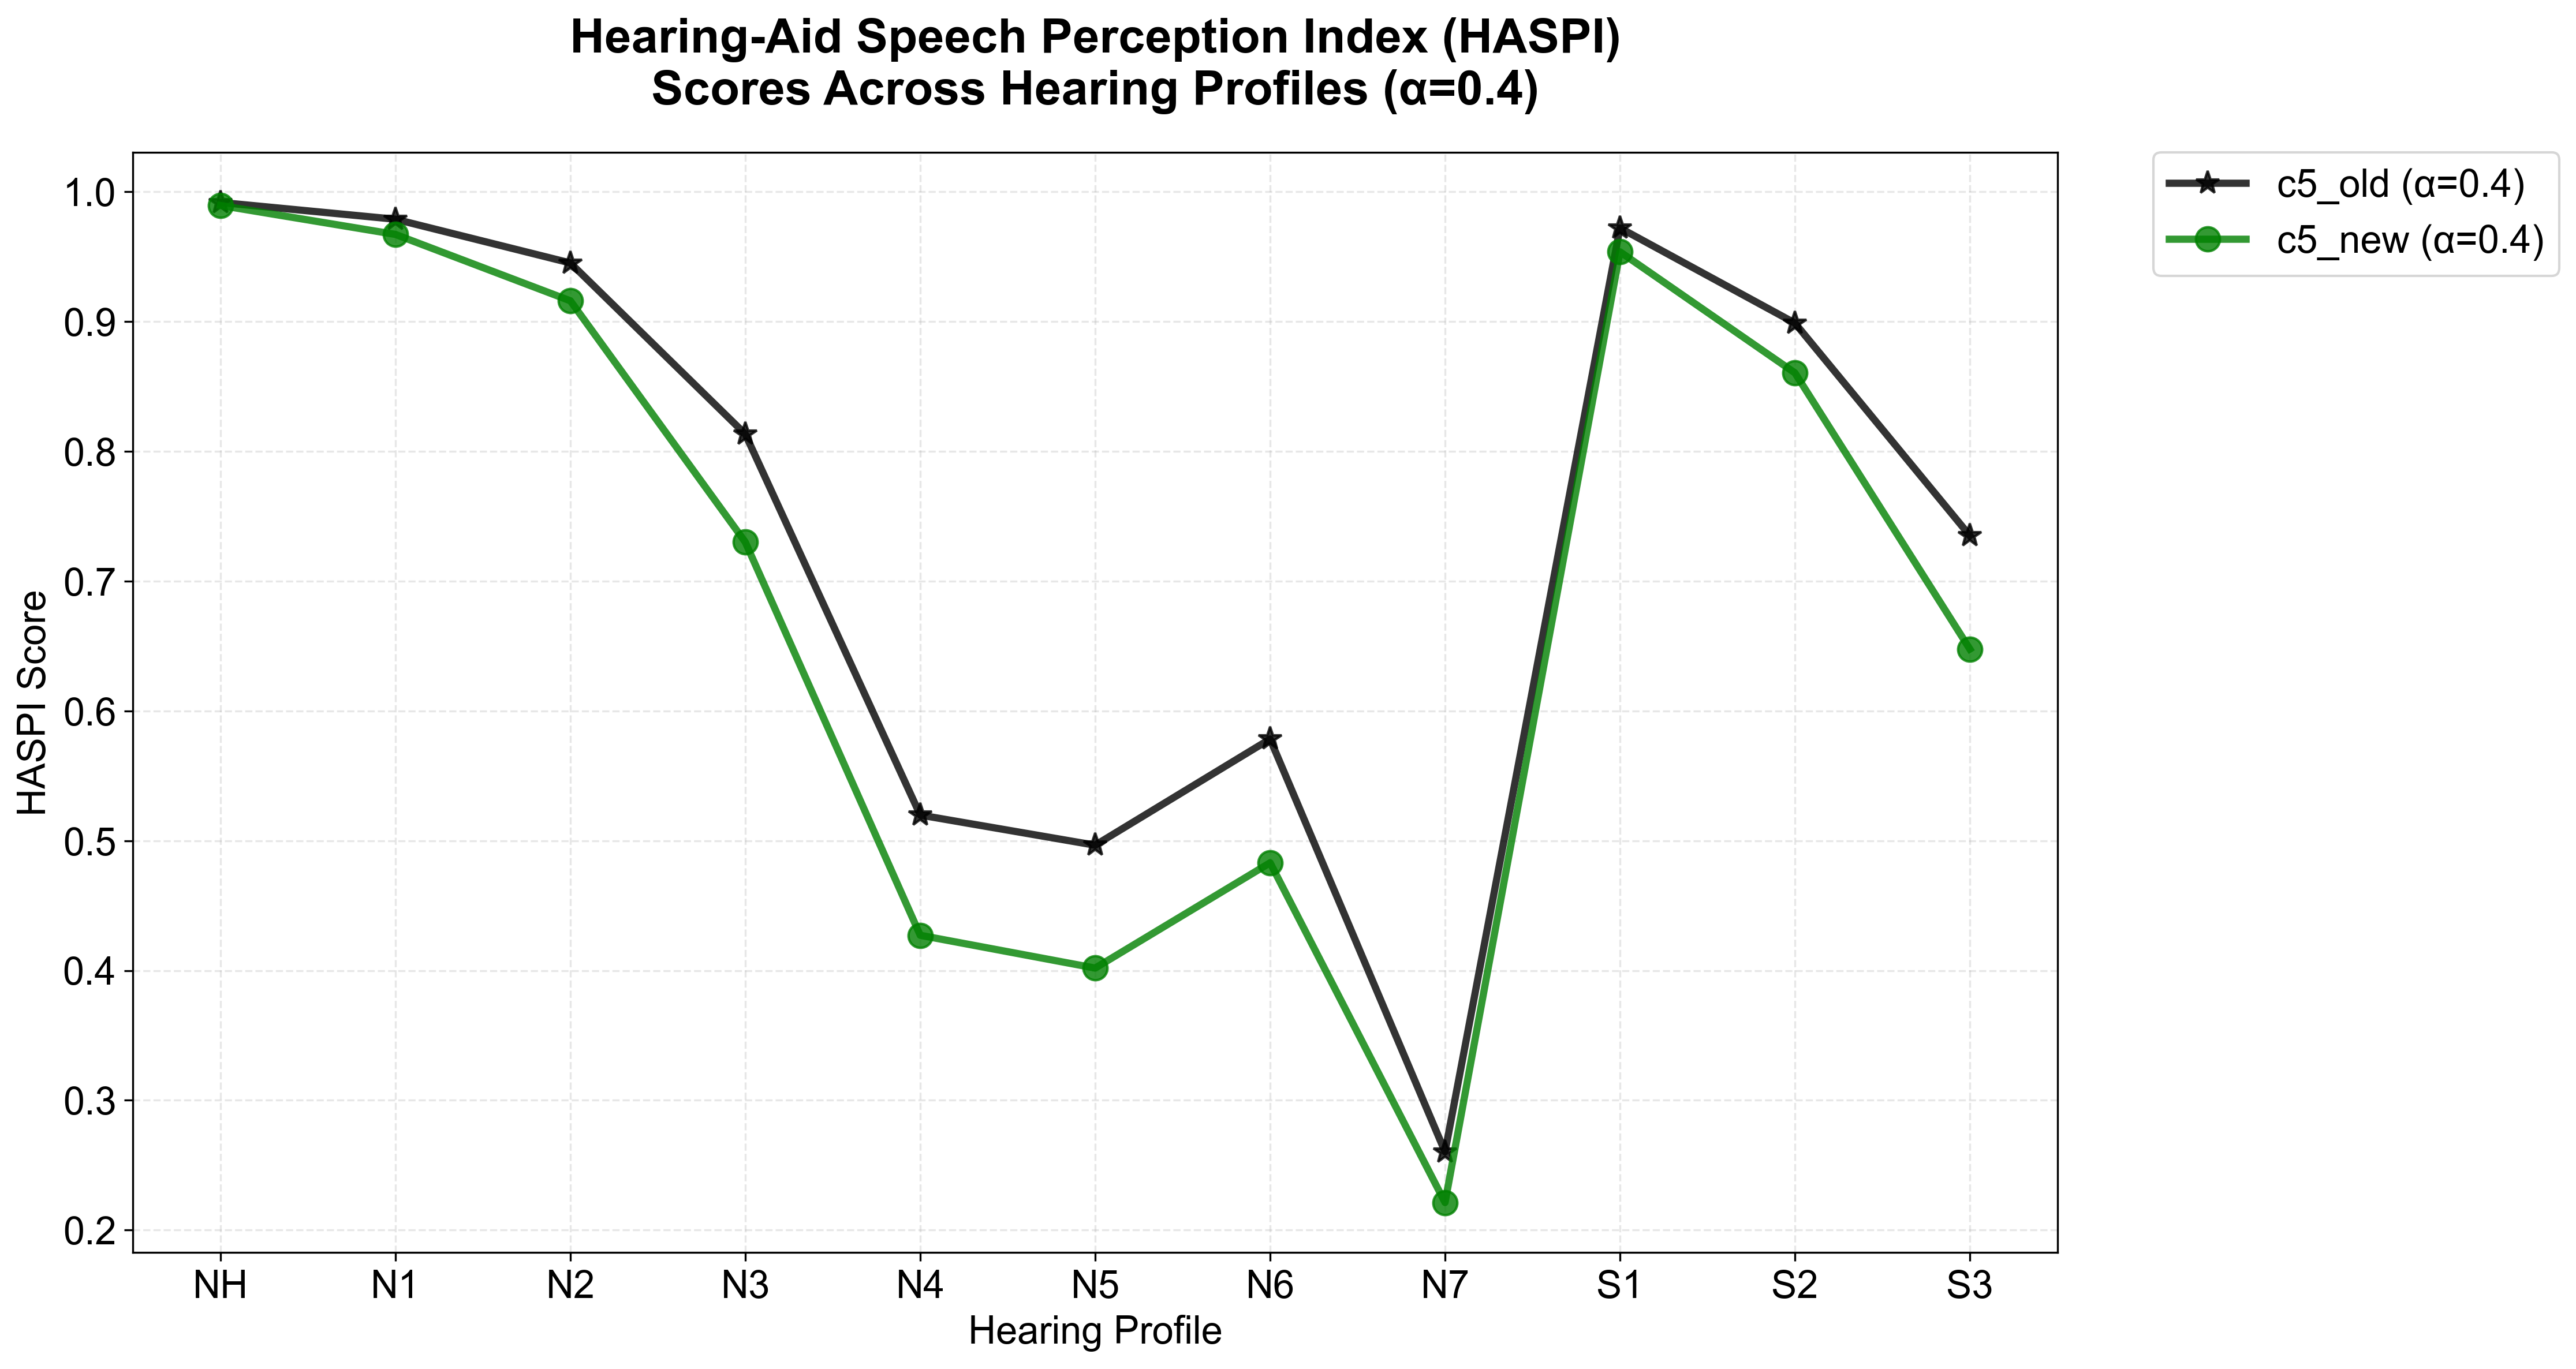 Hearing-Aid Speech Perception Index (HASPI)
Scores Across Hearing Profiles (α=0.4)
c5_old (α=0.4)
c5_new (α=0.4)
HASPI Score
1.0
0.9
0.8
0.7
0.6
0.5
0.4
0.3
0.2
NH N1 N2 N3 N4 N5 N6 N7 S1 S2 S3
Hearing Profile